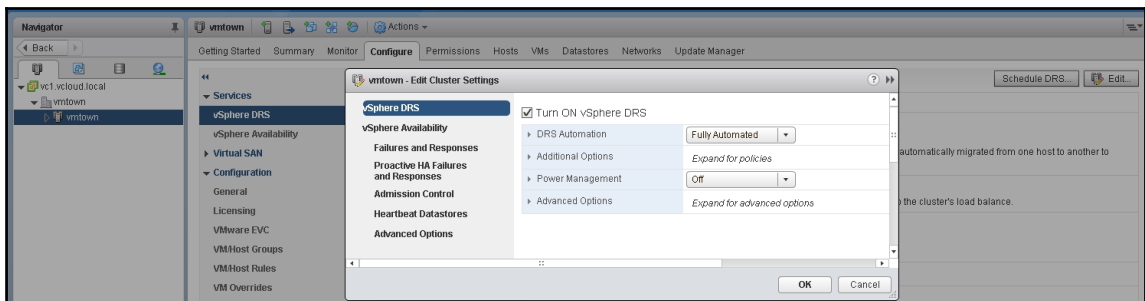 Navigator
vmtown
Actions
Back
Getting Started Summary Monitor Configure Permissions Hosts VMs Datastores Networks Update Manager
vc1.vcloud.local
vmtown
vmtown
Services
vSphere DRS
vSphere Availability
Virtual SAN
Configuration
General
Licensing
VMware EVC
VM/Host Groups
VM/Host Rules
VM Overrides
Schedule DRS... Edit...
automatically migrated from one host to another to
the cluster's load balance.
vmtown - Edit Cluster Settings
vSphere DRS
vSphere Availability
Failures and Responses
Proactive HA Failures
and Responses
Admission Control
Heartbeat Datastores
Advanced Options
Turn ON vSphere DRS
DRS Automation Fully Automated
Additional Options Expand for policies
Power Management Off
Advanced Options Expand for advanced options
OK Cancel